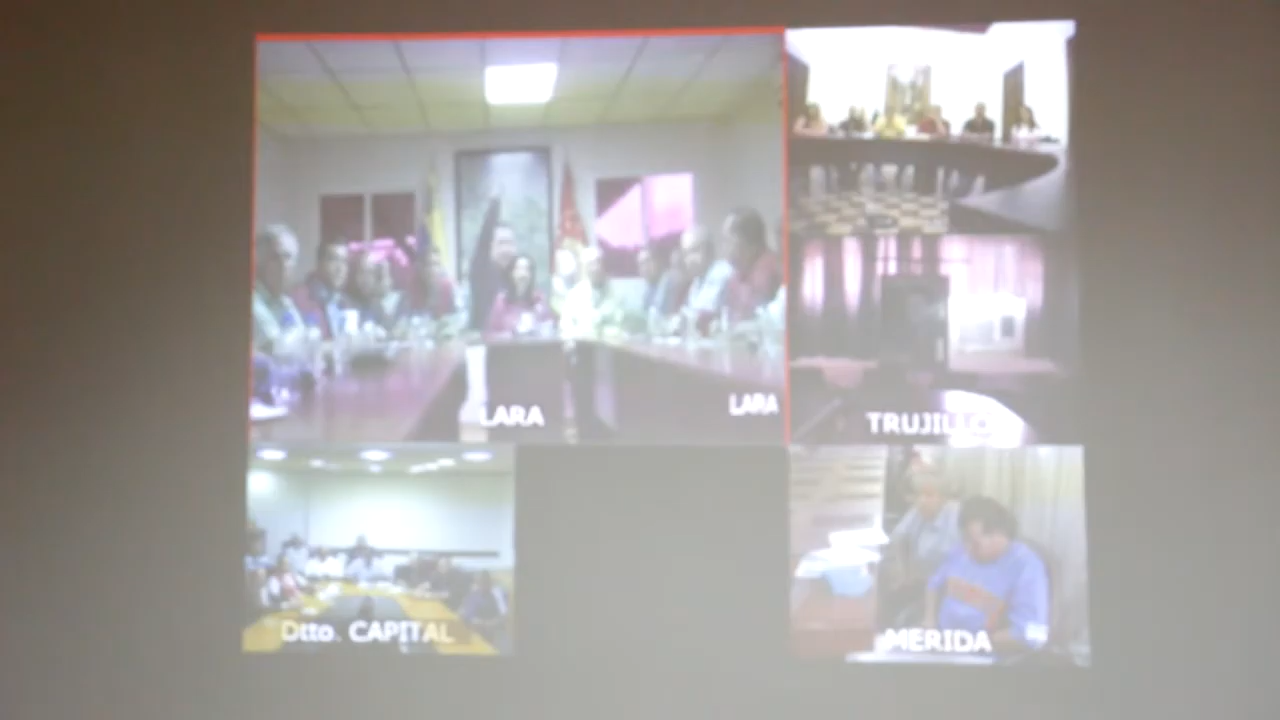 LARA
LARA
TRUJILLO
Dtto. CAPITAL
MERIDA